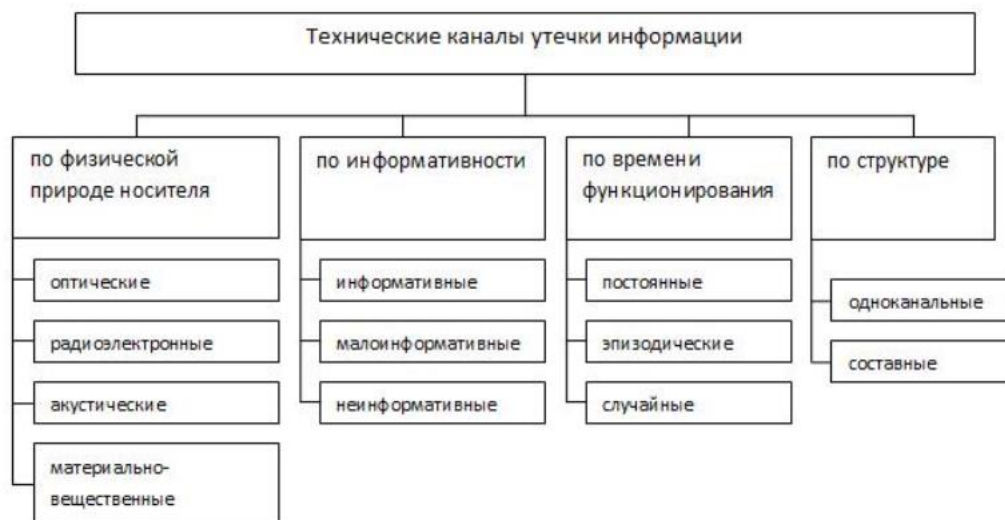 Технические каналы утечки информации
по физической
природе носителя
по информативности
по времени
функционирования
по структуре
оптические
радиоэлектронные
акустические
материально-
вещественные
информативные
малоинформативные
неинформативные
постоянные
эпизодические
случайные
одноканальные
составные